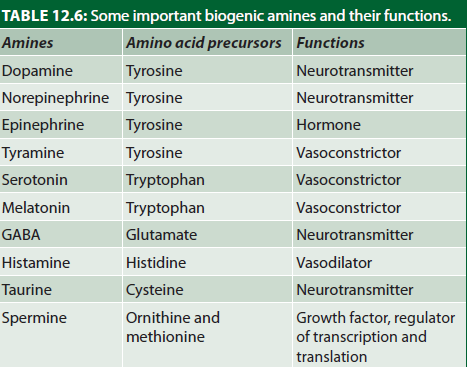 TABLE 12.6: Some important biogenic amines and their functions.
Amines Amino acid precursors Functions
Dopamine Tyrosine Neurotransmitter
Norepinephrine Tyrosine Neurotransmitter
Epinephrine Tyrosine Hormone
Tyramine Tyrosine Vasoconstrictor
Serotonin Tryptophan Vasoconstrictor
Melatonin Tryptophan Vasoconstrictor
GABA Glutamate Neurotransmitter
Histamine Histidine Vasodilator
Taurine Cysteine Neurotransmitter
Spermine Ornithine and Growth factor, regulator
methionine of transcription and
translation